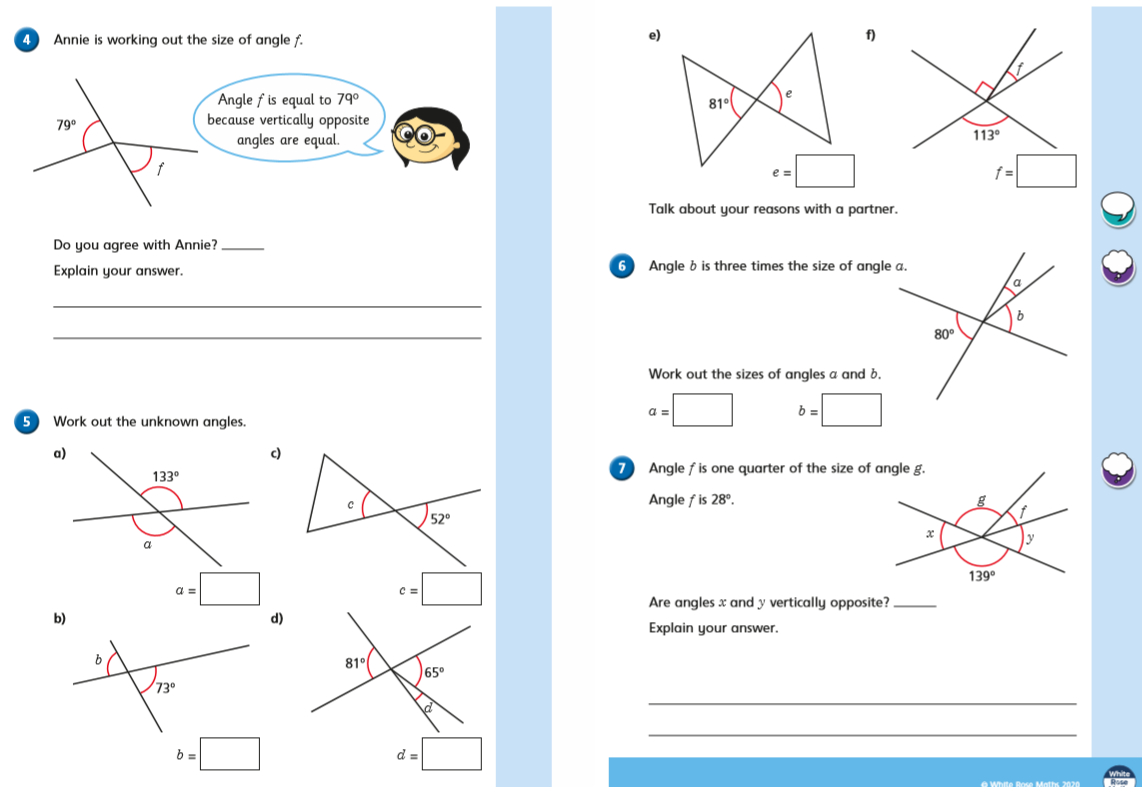 4 Annie is working out the size of angle f.
79°
f
Angle f is equal to 79°
because vertically opposite
angles are equal.
Do you agree with Annie?
Explain your answer.
5 Work out the unknown angles.
a)
133°
a
a =
b)
b
73°
b =
c)
c
52°
c =
d)
81°
65°
d
d =
e)
81°
e
e =
f)
f
113°
f =
Talk about your reasons with a partner.
6 Angle b is three times the size of angle a.
a
b
80°
Work out the sizes of angles a and b.
a =
b =
7 Angle f is one quarter of the size of angle g.
Angle f is 28°.
g
f
x
y
139°
Are angles x and y vertically opposite?
Explain your answer.
© White Rose Maths 2020
White
Rose